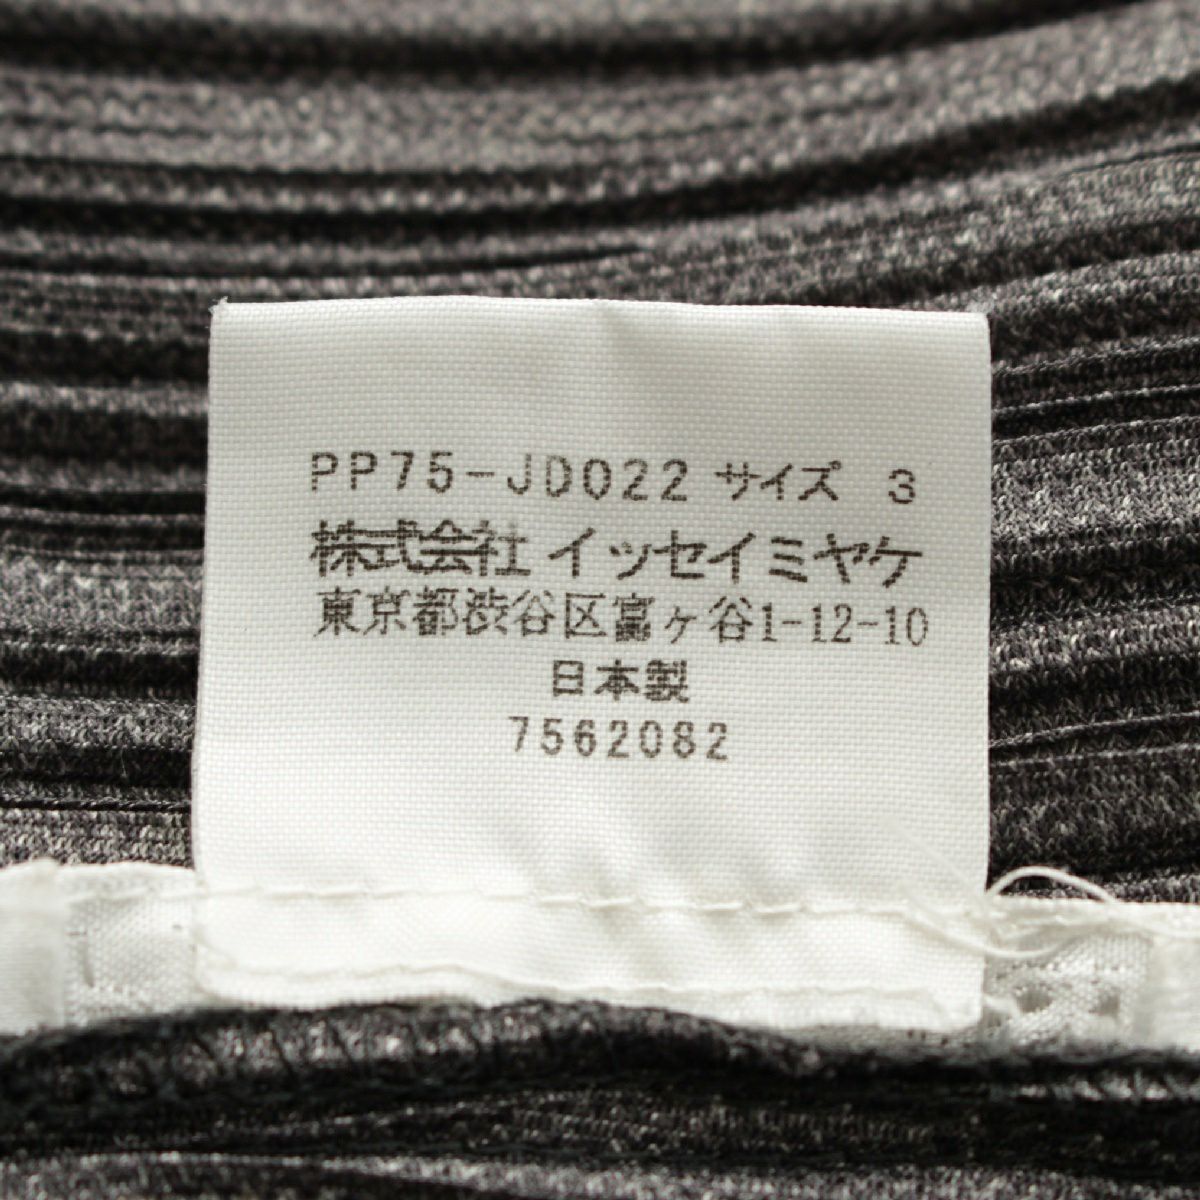 PP75-JD022 サイズ 3
株式会社 イッセイミヤケ
東京都渋谷区富ヶ谷1-12-10
日本製
7562082